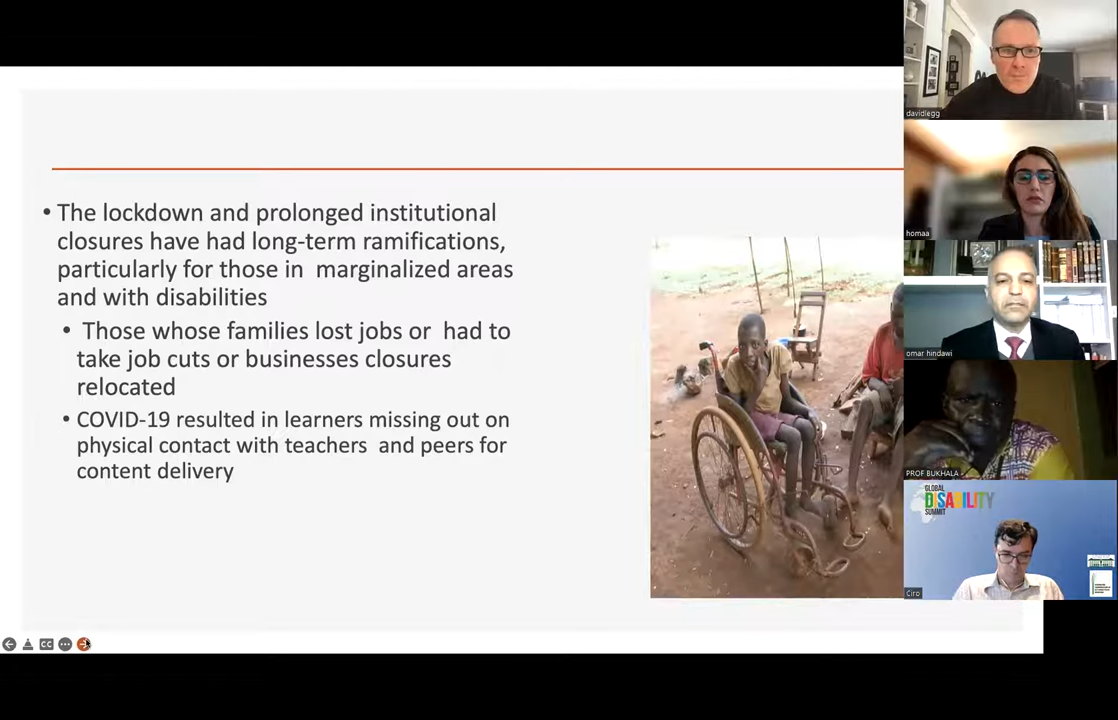 • The lockdown and prolonged institutional
closures have had long-term ramifications,
particularly for those in marginalized areas
and with disabilities
• Those whose families lost jobs or had to
take job cuts or businesses closures
relocated
• COVID-19 resulted in learners missing out on
physical contact with teachers and peers for
content delivery
davidlegg
homaa
omar hindawi
PROF BUKHALA
GLOBAL
DISABILITY
SUMMIT
Ciro
CC